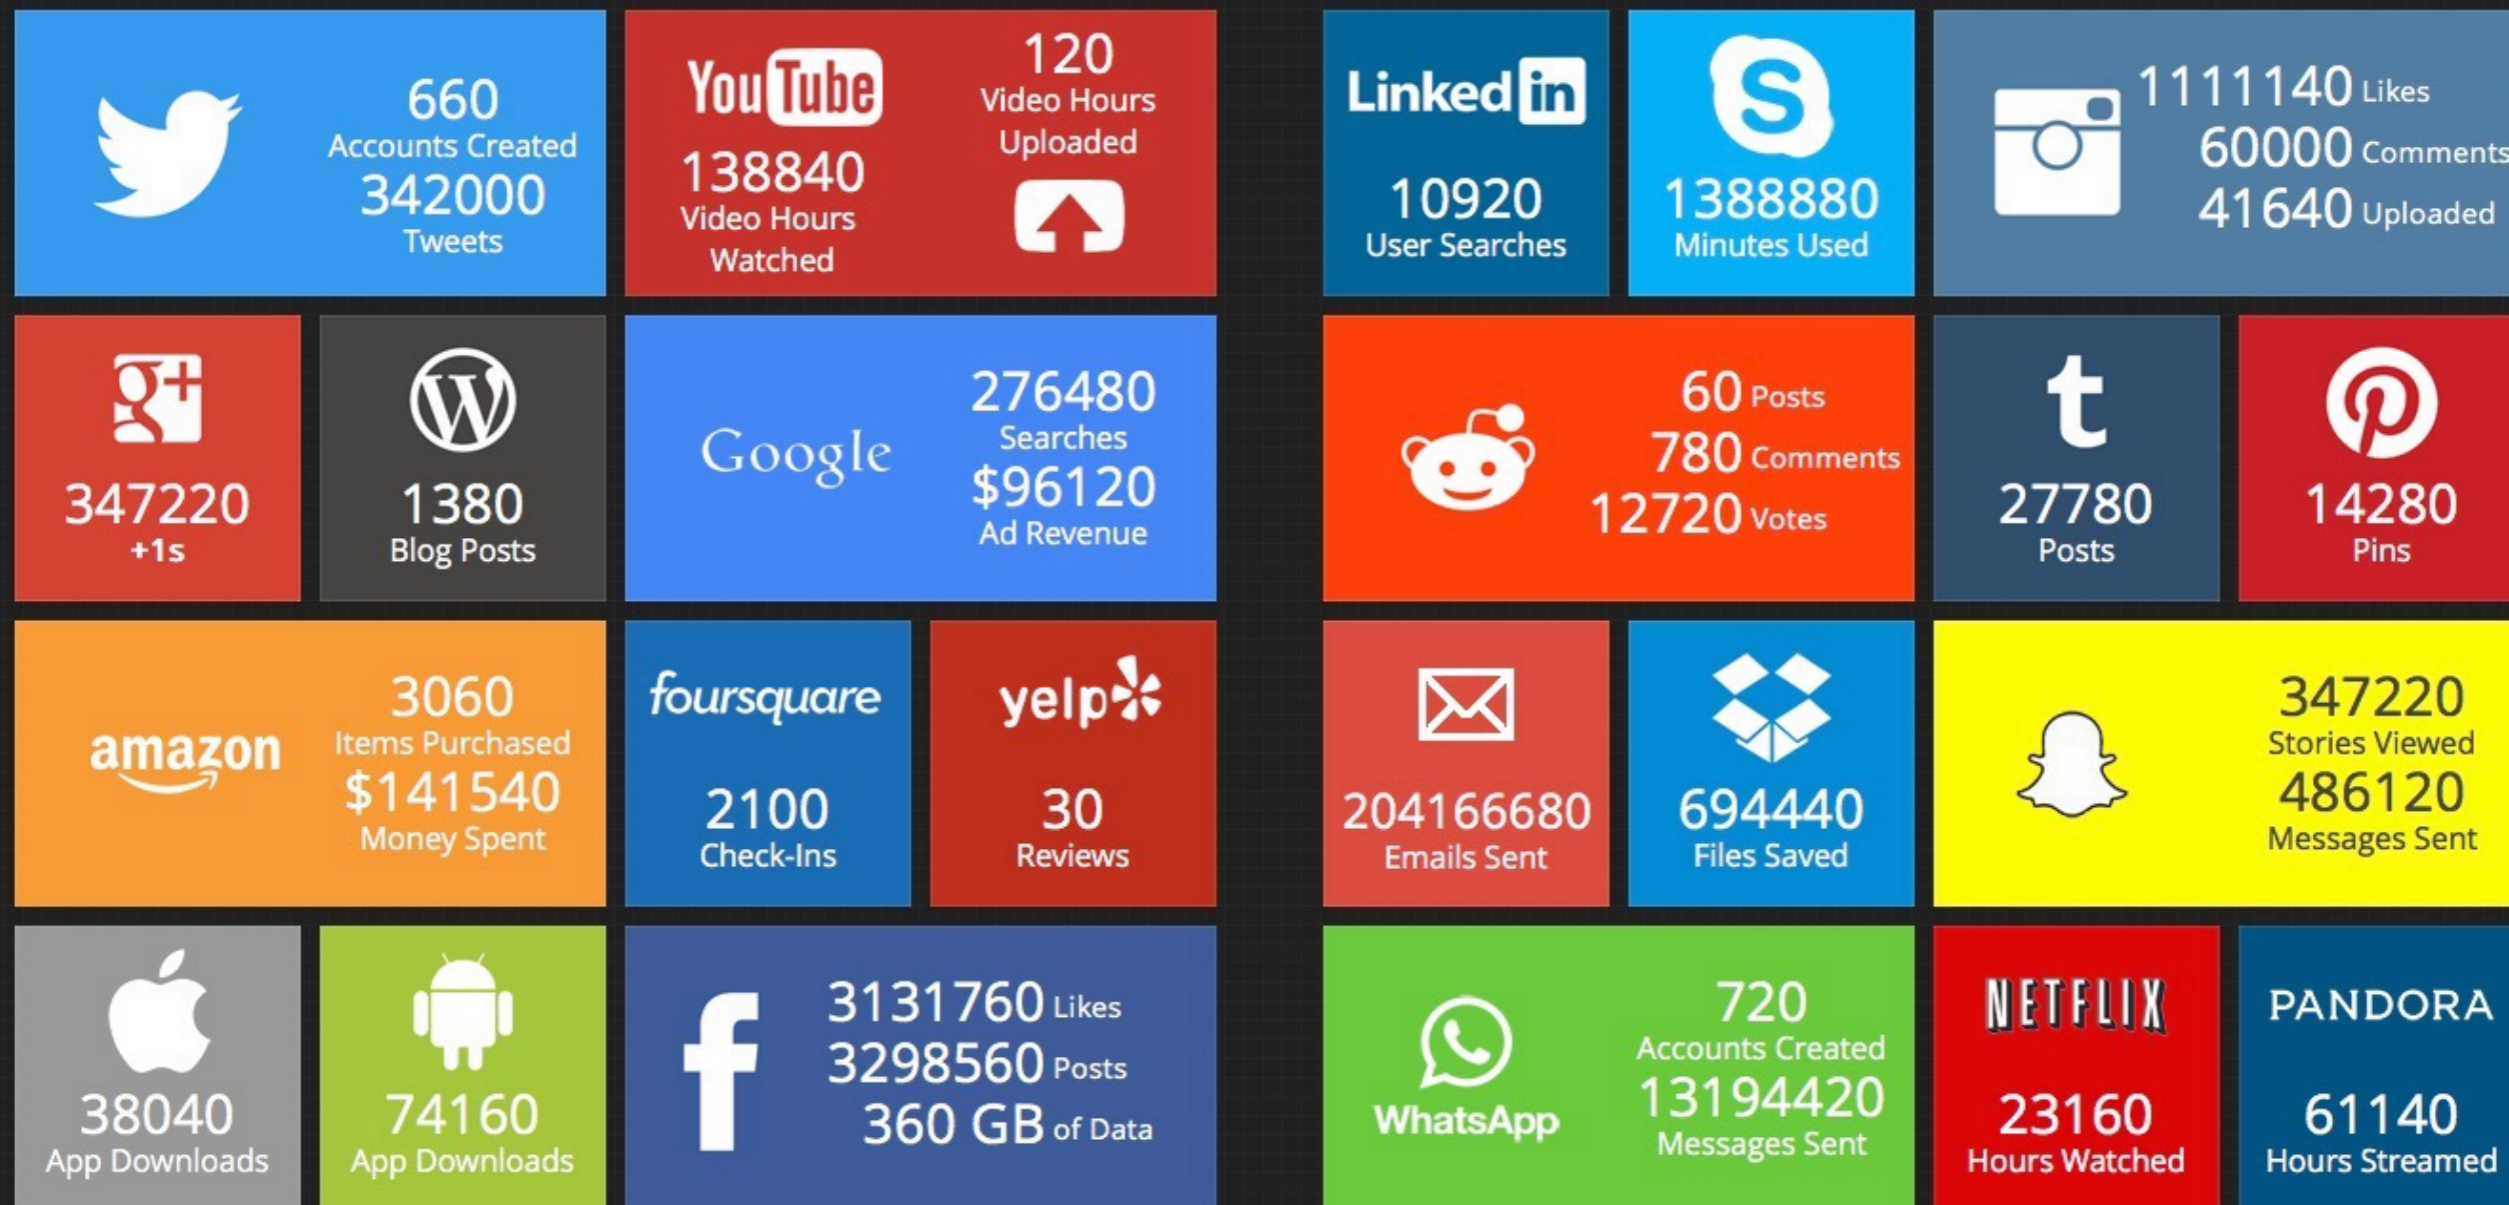 660
Accounts Created
342000
Tweets
YouTube
138840
Video Hours
Watched
120
Video Hours
Uploaded
Linked in
10920
User Searches
S
1388880
Minutes Used
1111140 Likes
60000 Comments
41640 Uploaded
g+
347220
+1s
W
1380
Blog Posts
Google
276480
Searches
$96120
Ad Revenue
60 Posts
780 Comments
12720 Votes
t
27780
Posts
P
14280
Pins
amazon
3060
Items Purchased
$141540
Money Spent
foursquare
2100
Check-Ins
yelp
30
Reviews
204166680
Emails Sent
694440
Files Saved
347220
Stories Viewed
486120
Messages Sent
38040
App Downloads
74160
App Downloads
f
3131760 Likes
3298560 Posts
360 GB of Data
WhatsApp
720
Accounts Created
13194420
Messages Sent
NETFLIX
23160
Hours Watched
PANDORA
61140
Hours Streamed